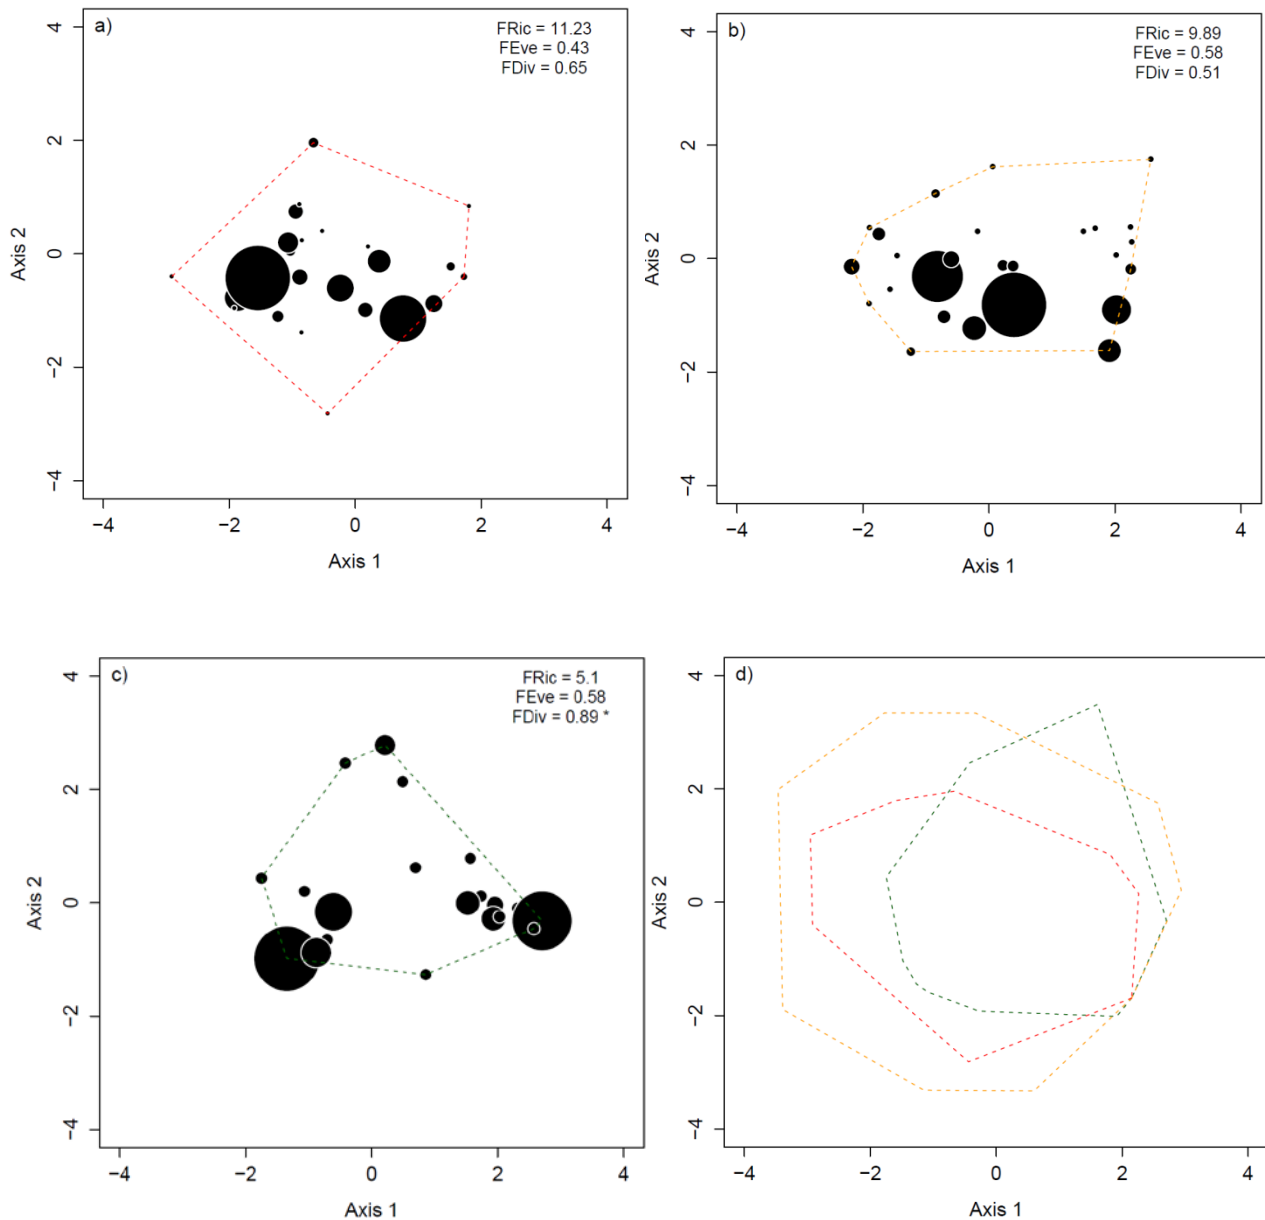 a)
FRic = 11.23
FEve = 0.43
FDiv = 0.65
4
2
0
−2
−4
Axis 2
−4 −2 0 2 4
Axis 1
b)
FRic = 9.89
FEve = 0.58
FDiv = 0.51
4
2
0
−2
−4
Axis 2
−4 −2 0 2 4
Axis 1
c)
FRic = 5.1
FEve = 0.58
FDiv = 0.89 *
4
2
0
−2
−4
Axis 2
−4 −2 0 2 4
Axis 1
d)
4
2
0
−2
−4
Axis 2
−4 −2 0 2 4
Axis 1